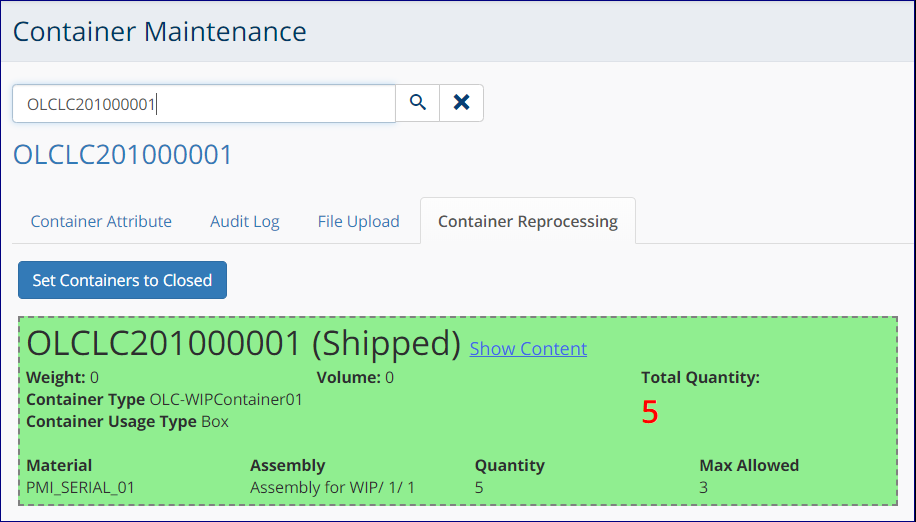 Container Maintenance
OLCLC201000001
OLCLC201000001
Container Attribute Audit Log File Upload Container Reprocessing
Set Containers to Closed
OLCLC201000001 (Shipped) Show Content
Weight: 0 Volume: 0 Total Quantity:
Container Type OLC-WIPContainer01
5
Container Usage Type Box
Material Assembly Quantity Max Allowed
PMI_SERIAL_01 Assembly for WIP/ 1/ 1 5 3